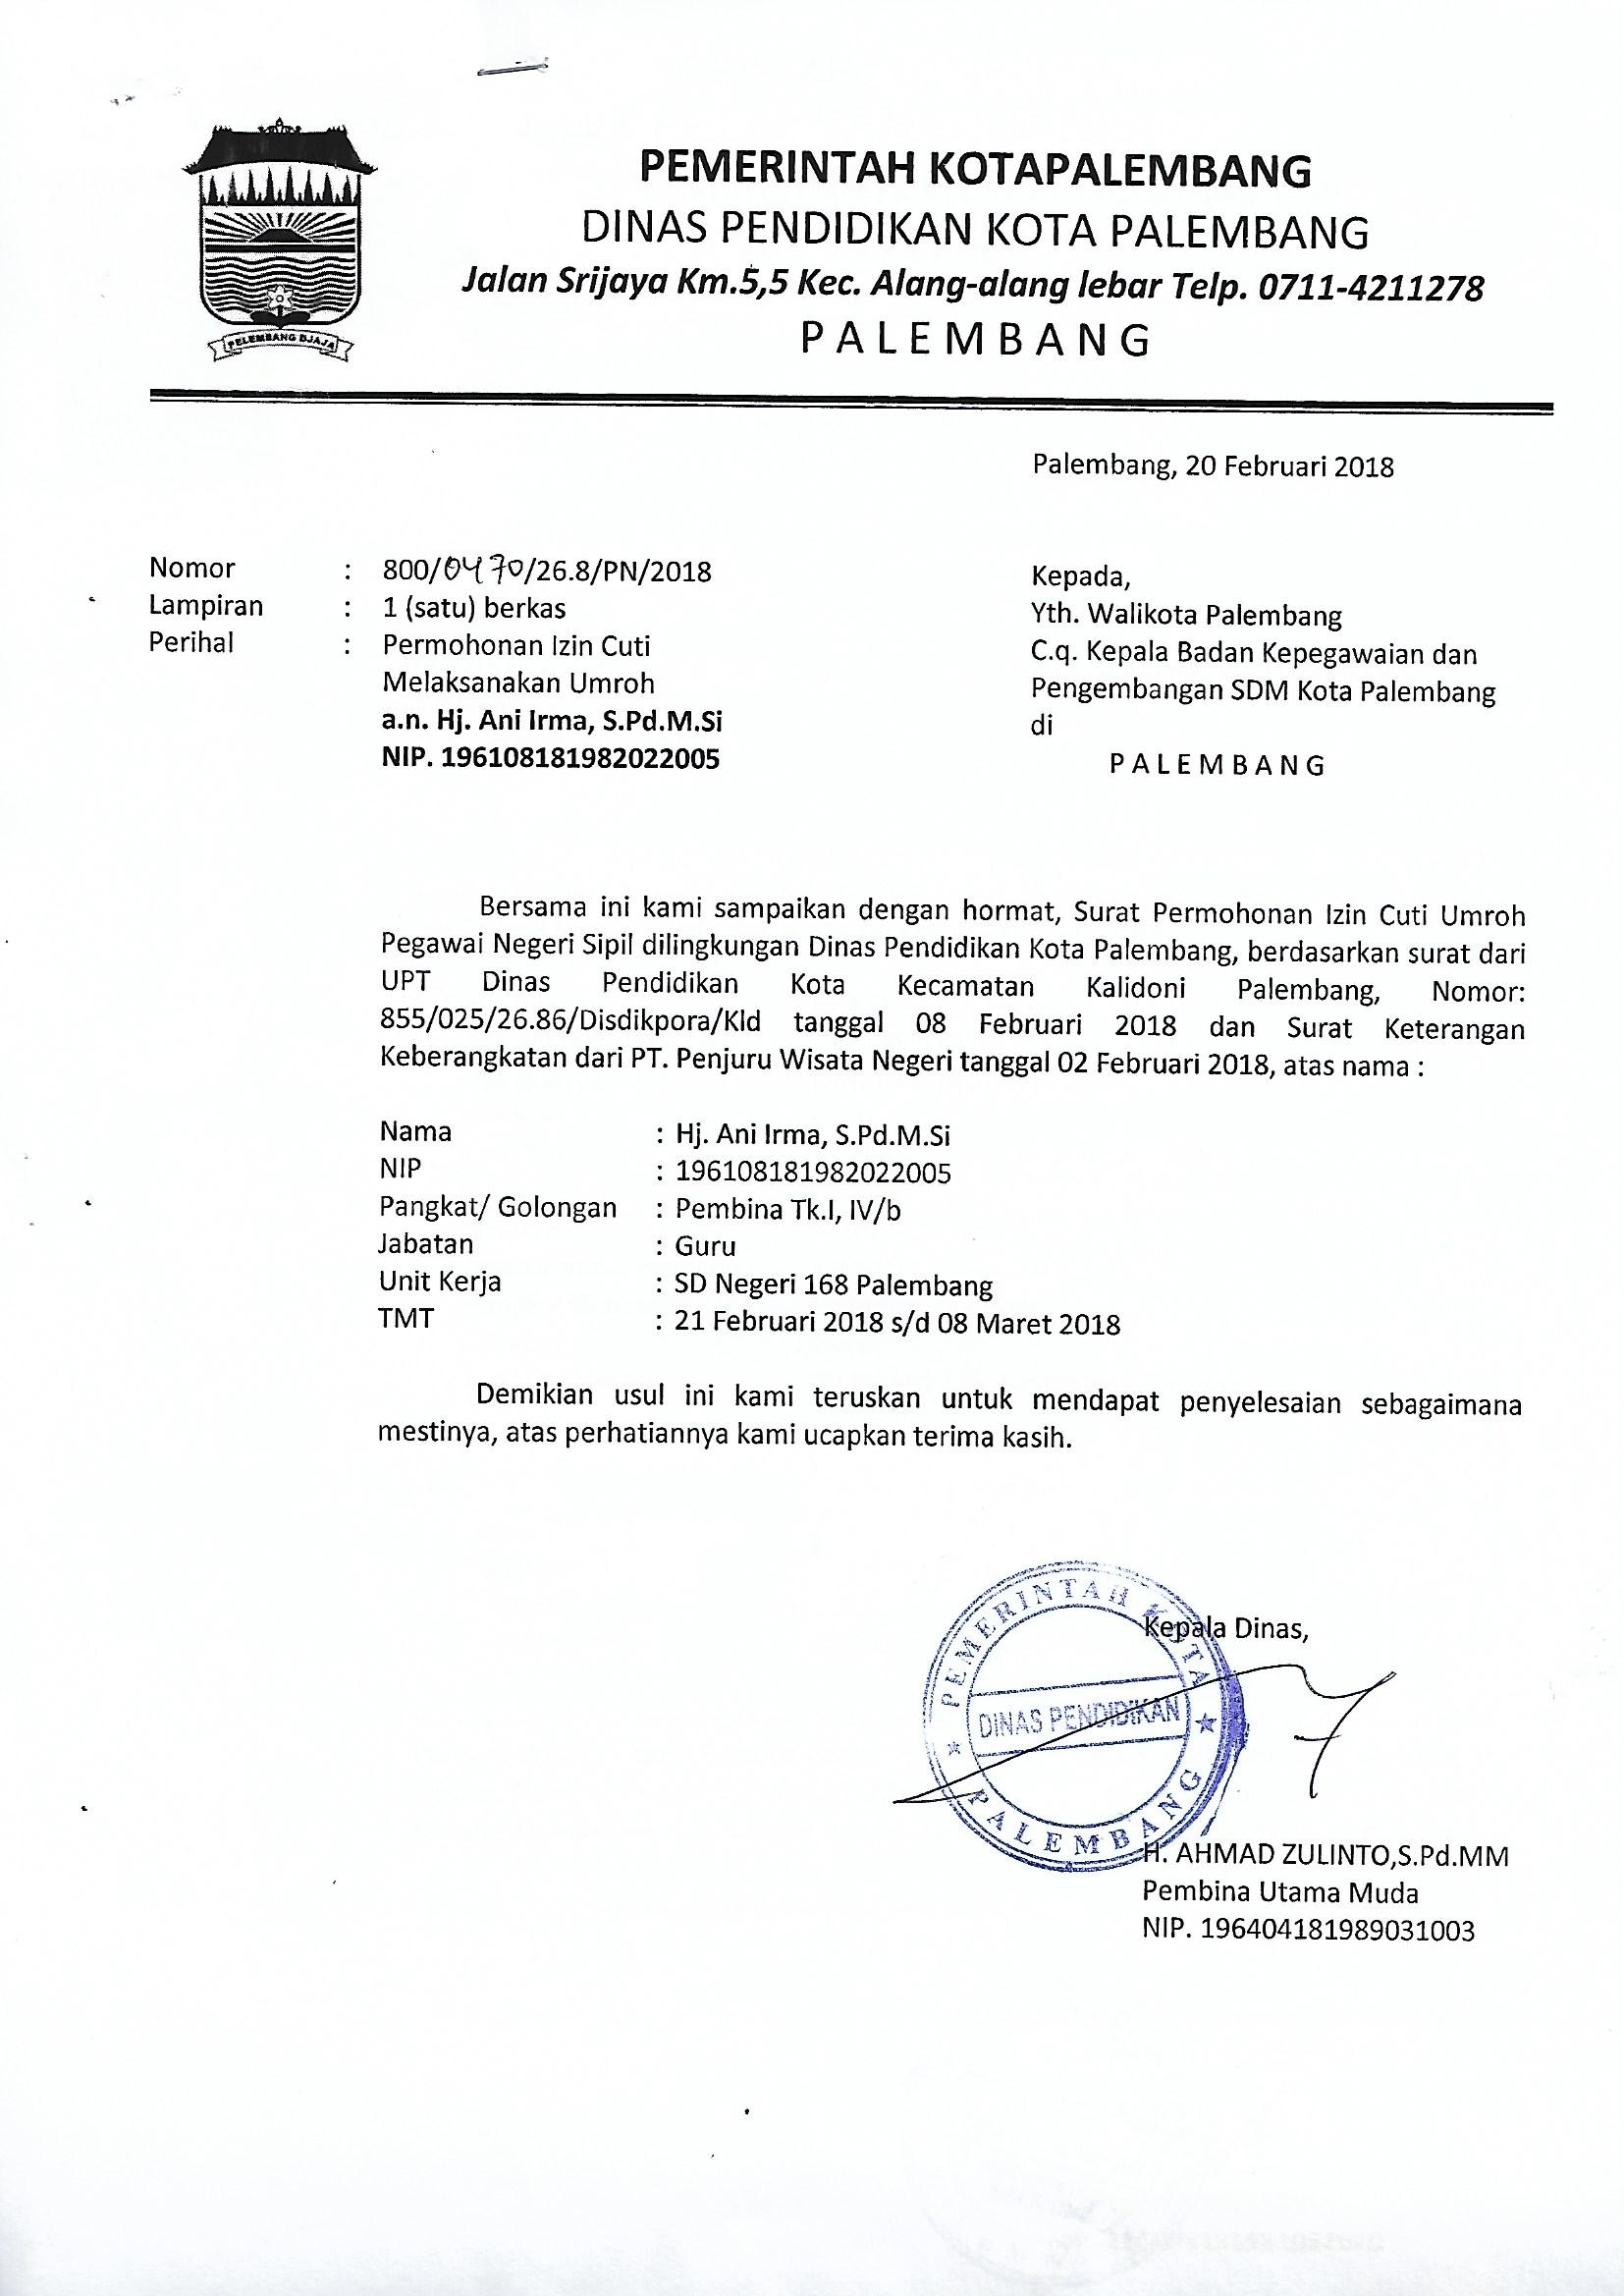 PEMERINTAH KOTAPALEMBANG
DINAS PENDIDIKAN KOTA PALEMBANG
Jalan Srijaya Km.5,5 Kec. Alang-alang lebar Telp. 0711-4211278
P A L E M B A N G
PALEMBANG DJAJA
Palembang, 20 Februari 2018
Nomor : 800/0470/26.8/PN/2018
Lampiran : 1 (satu) berkas
Perihal : Permohonan Izin Cuti
Melaksanakan Umroh
a.n. Hj. Ani Irma, S.Pd.M.Si
NIP. 196108181982022005
Kepada,
Yth. Walikota Palembang
C.q. Kepala Badan Kepegawaian dan
Pengembangan SDM Kota Palembang
di
P A L E M B A N G
Bersama ini kami sampaikan dengan hormat, Surat Permohonan Izin Cuti Umroh
Pegawai Negeri Sipil dilingkungan Dinas Pendidikan Kota Palembang, berdasarkan surat dari
UPT Dinas Pendidikan Kota Kecamatan Kalidoni Palembang, Nomor:
855/025/26.86/Disdikpora/Kld tanggal 08 Februari 2018 dan Surat Keterangan
Keberangkatan dari PT. Penjuru Wisata Negeri tanggal 02 Februari 2018, atas nama :
Nama : Hj. Ani Irma, S.Pd.M.Si
NIP : 196108181982022005
Pangkat/ Golongan : Pembina Tk.I, IV/b
Jabatan : Guru
Unit Kerja : SD Negeri 168 Palembang
TMT : 21 Februari 2018 s/d 08 Maret 2018
Demikian usul ini kami teruskan untuk mendapat penyelesaian sebagaimana
mestinya, atas perhatiannya kami ucapkan terima kasih.
Kepala Dinas,
PEMERINTAH KOTA
DINAS PENDIDIKAN
PALEMBANG
H. AHMAD ZULINTO,S.Pd.MM
Pembina Utama Muda
NIP. 196404181989031003